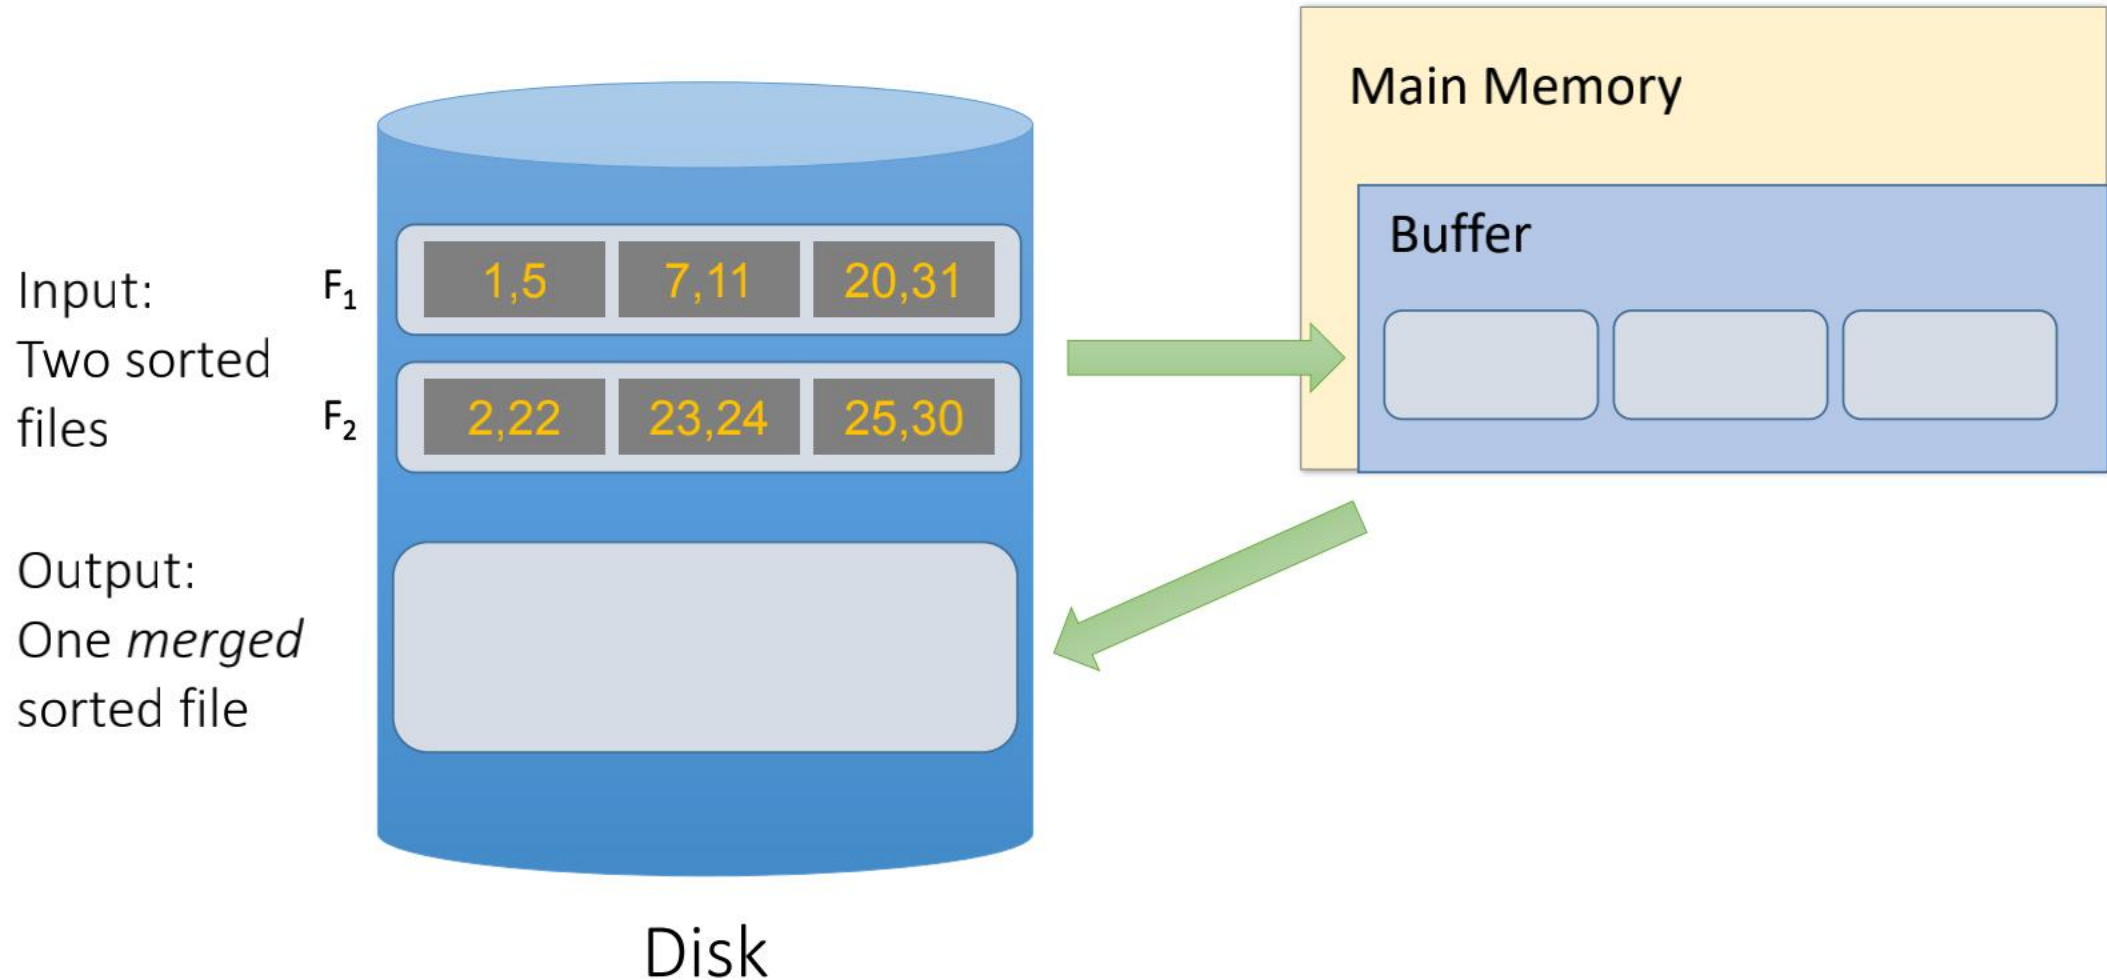 Input:
Two sorted
files
F1
1,5
7,11
20,31
F2
2,22
23,24
25,30
Output:
One merged
sorted file
Disk
Main Memory
Buffer